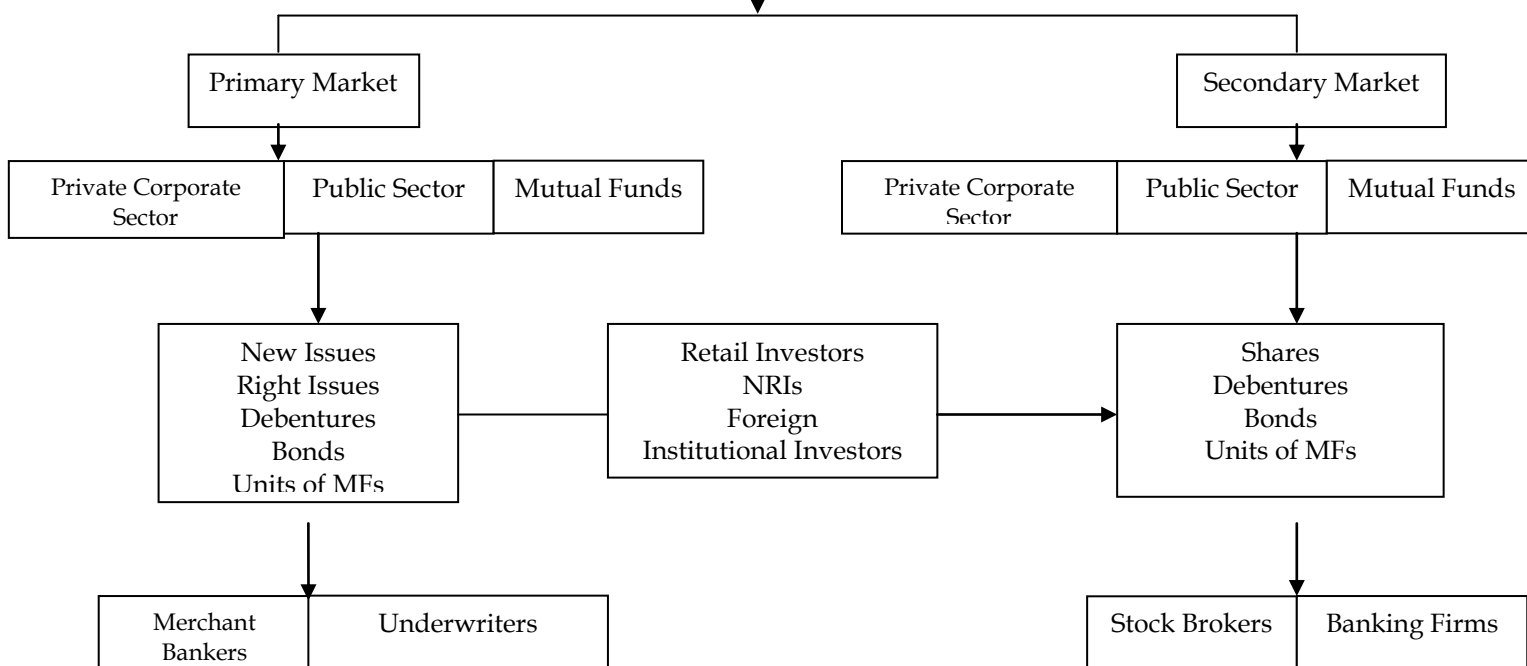 Primary Market
Secondary Market
Private Corporate
Sector
Public Sector
Mutual Funds
Private Corporate
Sector
Public Sector
Mutual Funds
New Issues
Right Issues
Debentures
Bonds
Units of MFs
Retail Investors
NRIs
Foreign
Institutional Investors
Shares
Debentures
Bonds
Units of MFs
Merchant
Bankers
Underwriters
Stock Brokers
Banking Firms